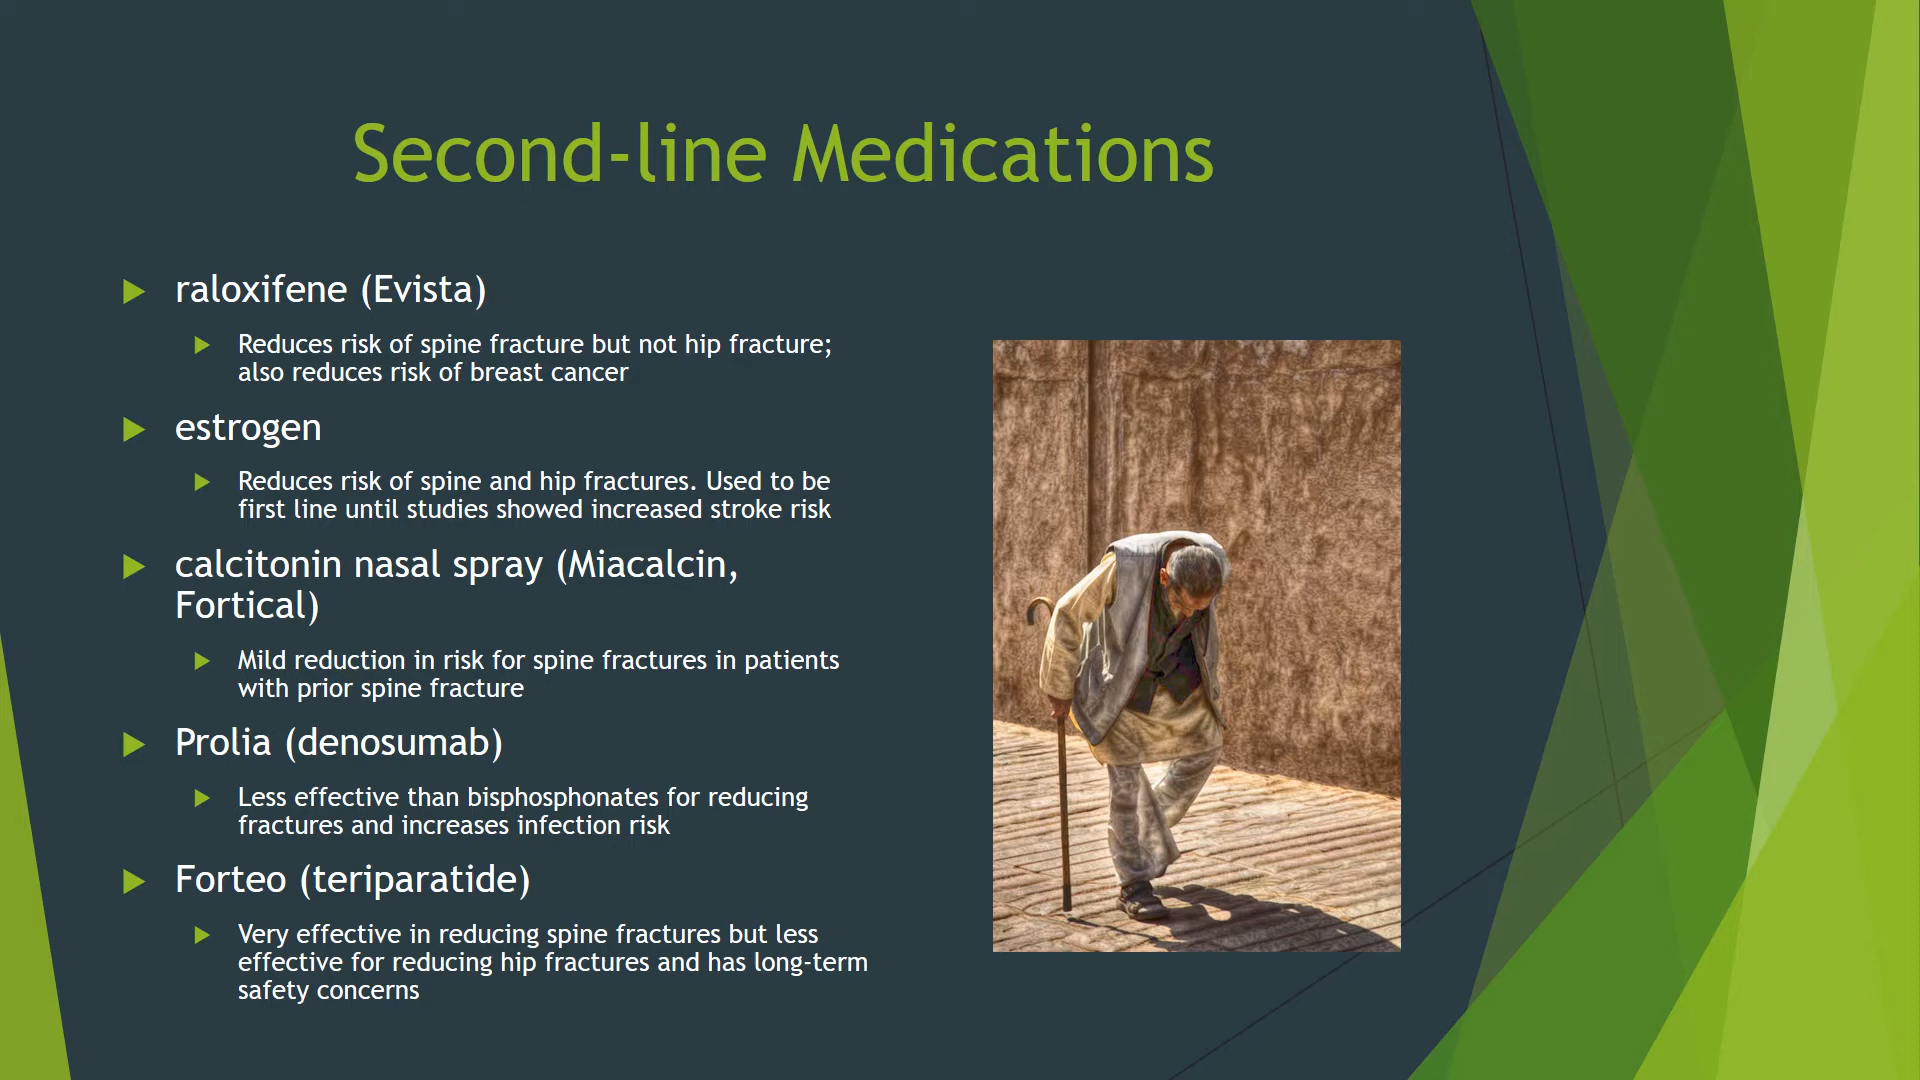 Second-line Medications
raloxifene (Evista)
Reduces risk of spine fracture but not hip fracture;
also reduces risk of breast cancer
estrogen
Reduces risk of spine and hip fractures. Used to be
first line until studies showed increased stroke risk
calcitonin nasal spray (Miacalcin,
Fortical)
Mild reduction in risk for spine fractures in patients
with prior spine fracture
Prolia (denosumab)
Less effective than bisphosphonates for reducing
fractures and increases infection risk
Forteo (teriparatide)
Very effective in reducing spine fractures but less
effective for reducing hip fractures and has long-term
safety concerns